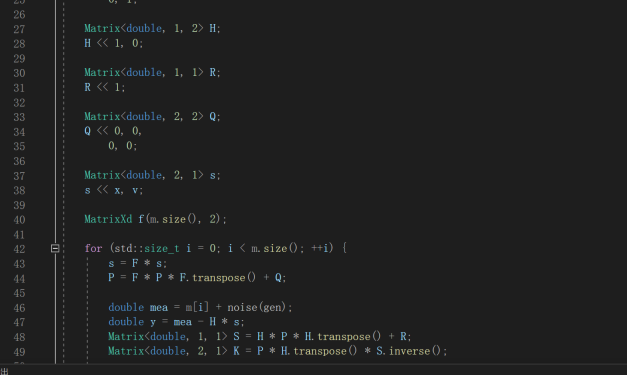 26
27 Matrix<double, 1, 2> H;
28 H << 1, 0;
29
30 Matrix<double, 1, 1> R;
31 R << 1;
32
33 Matrix<double, 2, 2> Q;
34 Q << 0, 0,
35 0, 0;
36
37 Matrix<double, 2, 1> s;
38 s << x, v;
39
40 MatrixXd f(m.size(), 2);
41
42 for (std::size_t i = 0; i < m.size(); ++i) {
43 s = F * s;
44 P = F * P * F.transpose() + Q;
45
46 double mea = m[i] + noise(gen);
47 double y = mea - H * s;
48 Matrix<double, 1, 1> S = H * P * H.transpose() + R;
49 Matrix<double, 2, 1> K = P * H.transpose() * S.inverse();
出